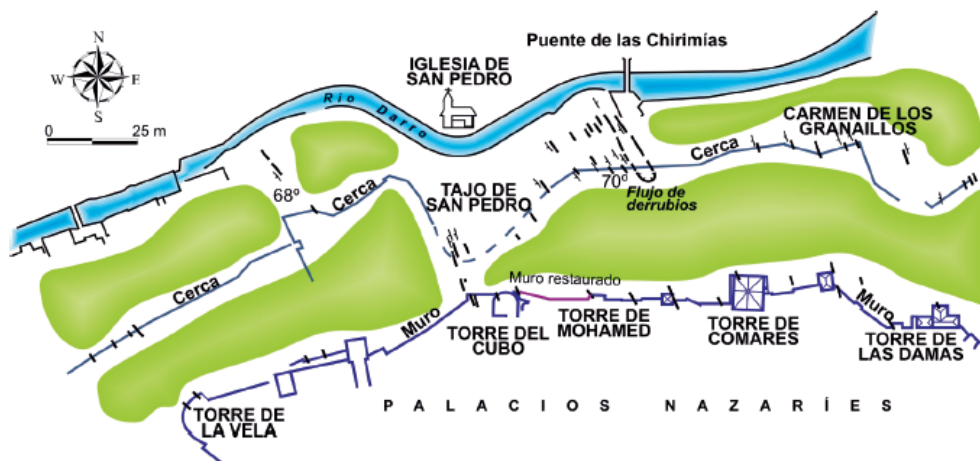 N
W E
S
0 25 m
IGLESIA DE
SAN PEDRO
Puente de las Chirimías
Río Darro
CARMEN DE LOS
GRANAILLOS
Cerca
68º
Cerca
TAJO DE
SAN PEDRO
70º
Flujo de
derrubios
Cerca
Muro restaurado
Muro
TORRE DEL
CUBO
TORRE DE
MOHAMED
TORRE DE
COMARES
Muro
TORRE DE
LAS DAMAS
TORRE DE
LA VELA
PALACIOS NAZARÍES